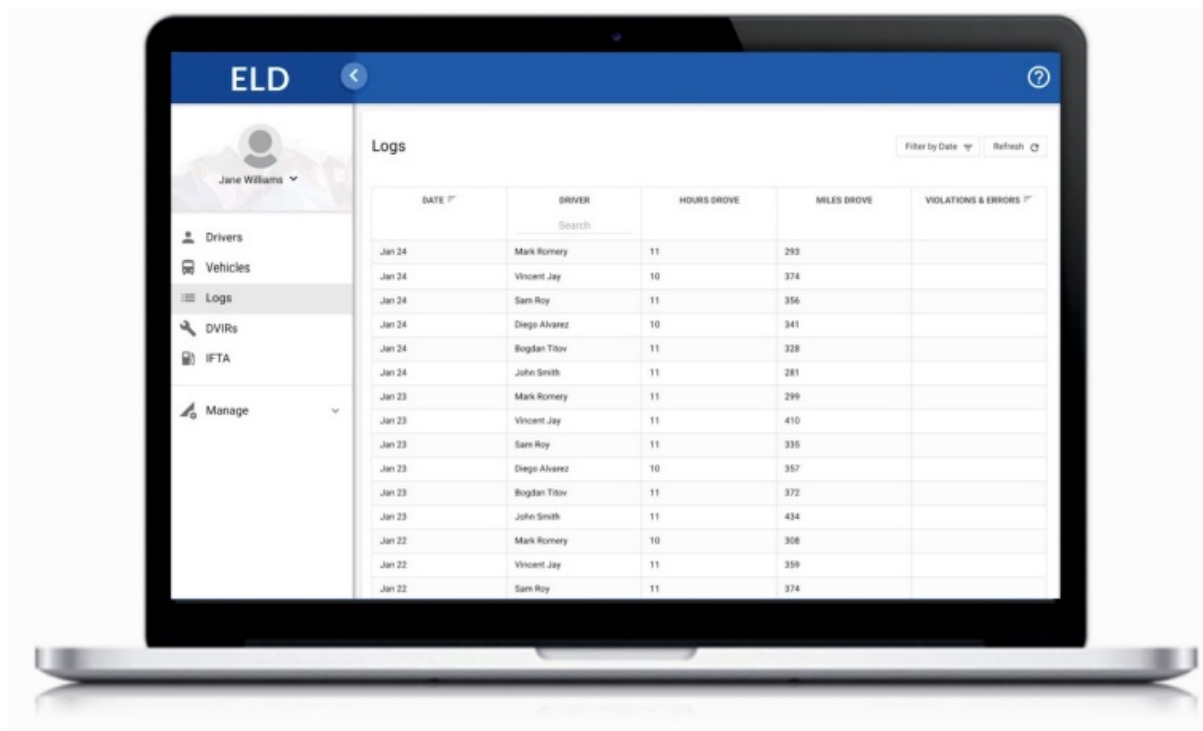 ELD
Jane Williams
Drivers
Vehicles
Logs
DVIRs
IFTA
Manage
Logs
Filter by Date
Refresh
DATE DRIVER HOURS DROVE MILES DROVE VIOLATIONS & ERRORS
Search
Jan 24 Mark Romery 11 293
Jan 24 Vincent Jay 10 374
Jan 24 Sam Roy 11 356
Jan 24 Diego Alvarez 10 341
Jan 24 Bogdan Titov 11 328
Jan 24 John Smith 11 281
Jan 23 Mark Romery 11 299
Jan 23 Vincent Jay 11 410
Jan 23 Sam Roy 11 335
Jan 23 Diego Alvarez 10 357
Jan 23 Bogdan Titov 11 372
Jan 23 John Smith 11 434
Jan 22 Mark Romery 10 308
Jan 22 Vincent Jay 11 359
Jan 22 Sam Roy 11 374